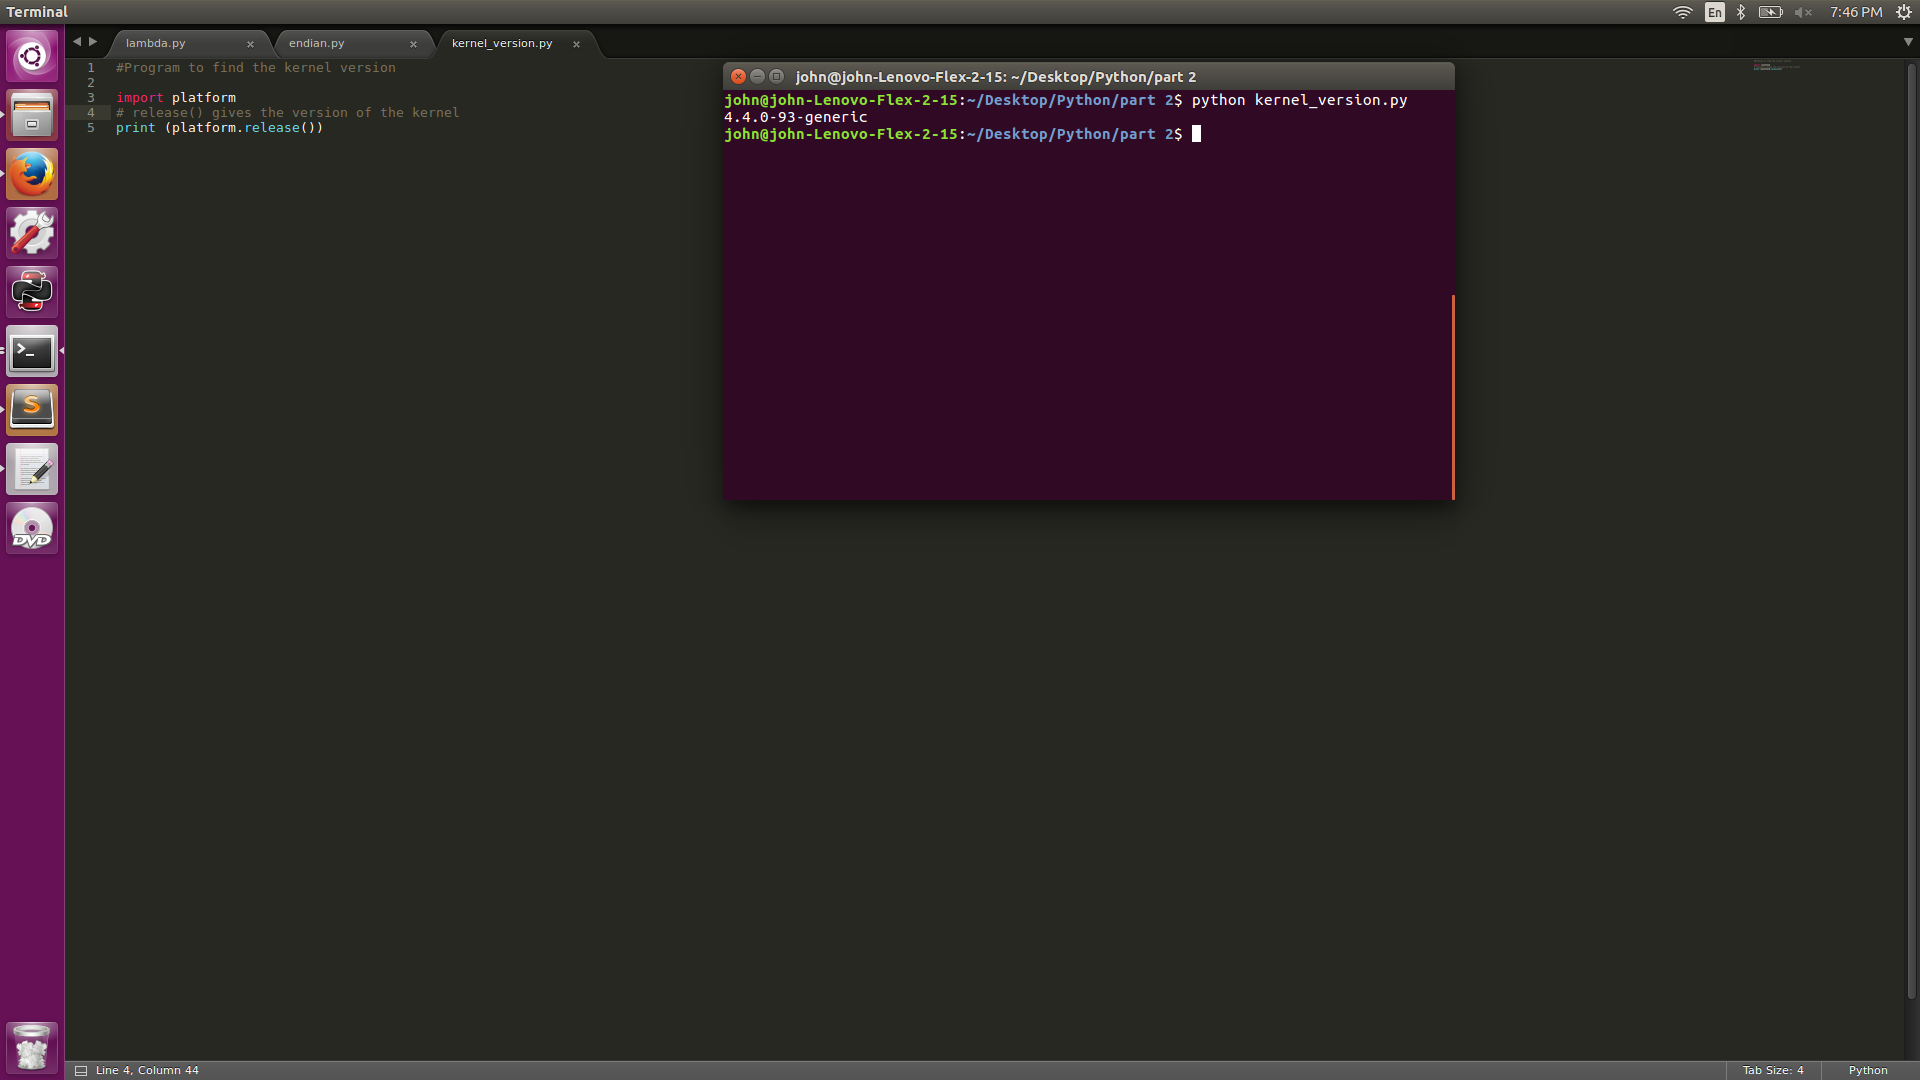 Terminal
En
7:46 PM
lambda.py
endian.py
kernel_version.py
1 #Program to find the kernel version
2
3 import platform
4 # release() gives the version of the kernel
5 print (platform.release())
john@john-Lenovo-Flex-2-15: ~/Desktop/Python/part 2
john@john-Lenovo-Flex-2-15:~/Desktop/Python/part 2$ python kernel_version.py
4.4.0-93-generic
john@john-Lenovo-Flex-2-15:~/Desktop/Python/part 2$
>_
S
DVD
Line 4, Column 44
Tab Size: 4
Python